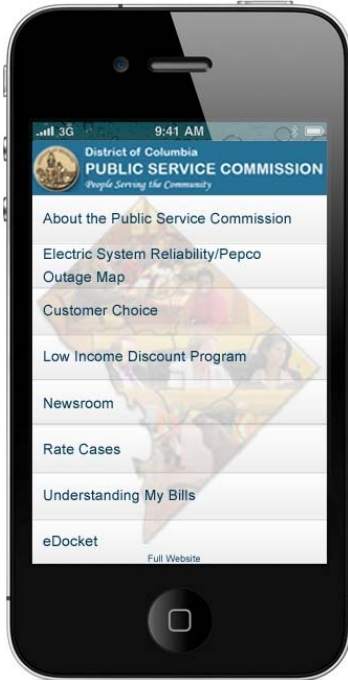 3G 9:41 AM
District of Columbia
PUBLIC SERVICE COMMISSION
People Serving the Community
About the Public Service Commission
Electric System Reliability/Pepco
Outage Map
Customer Choice
Low Income Discount Program
Newsroom
Rate Cases
Understanding My Bills
eDocket
Full Website